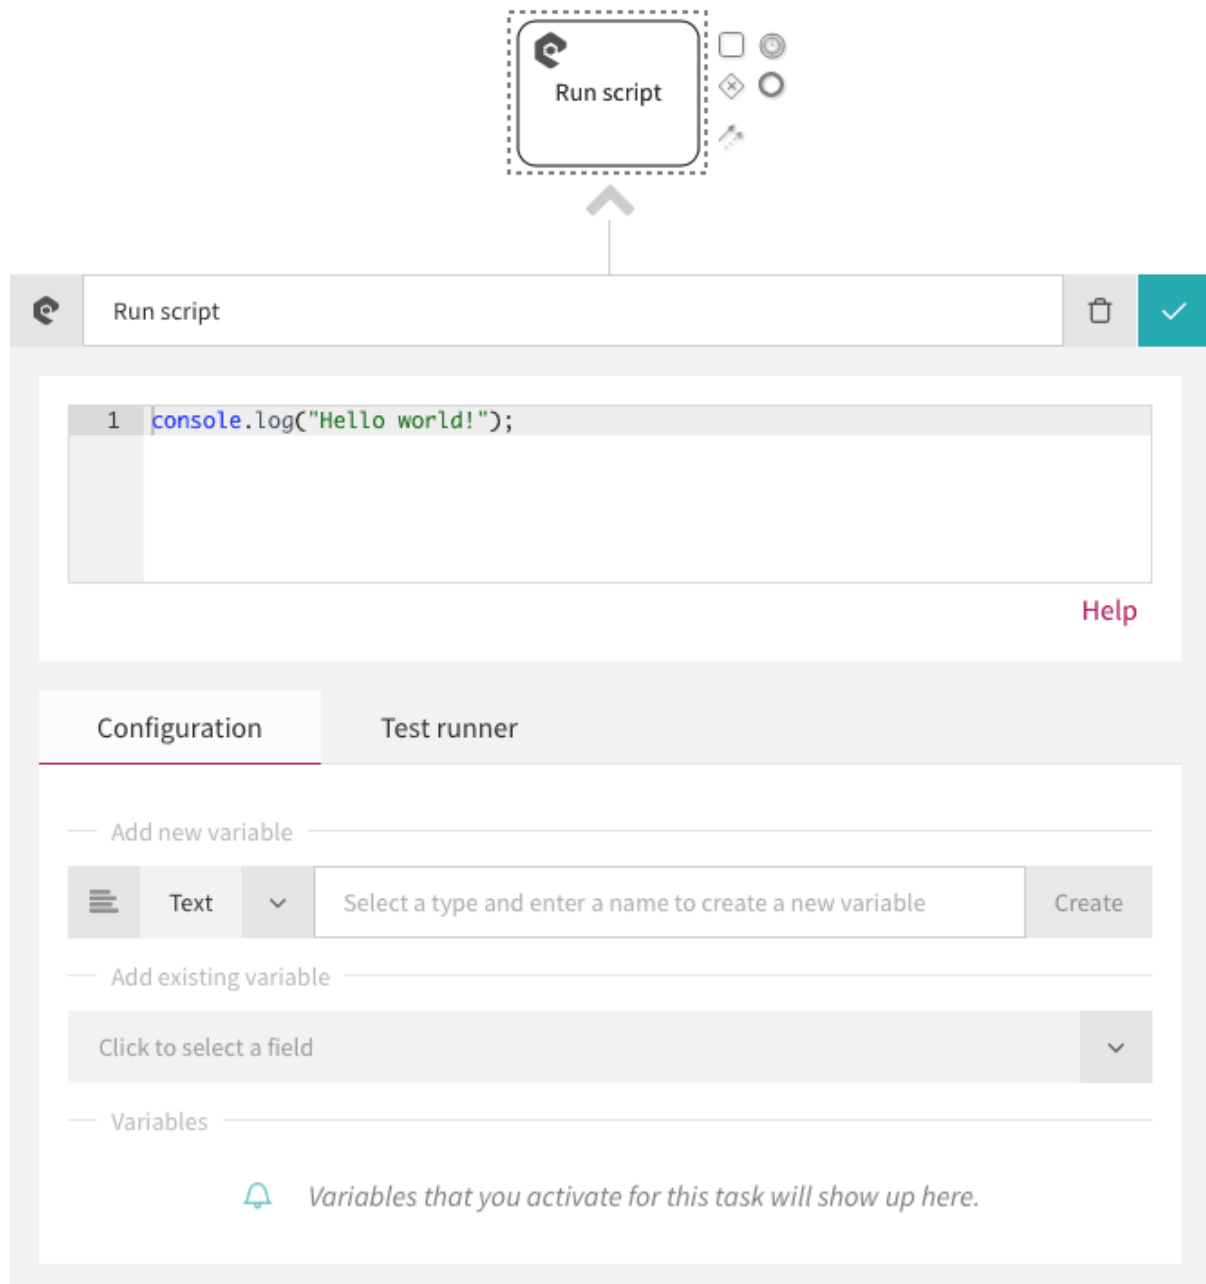 Run script
Run script
1 console.log("Hello world!");
Help
Configuration Test runner
Add new variable
Text Select a type and enter a name to create a new variable Create
Add existing variable
Click to select a field
Variables
Variables that you activate for this task will show up here.